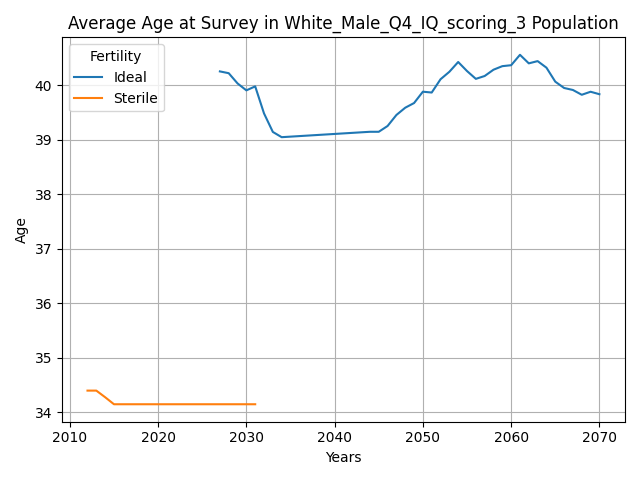 Average Age at Survey in White_Male_Q4_IQ_scoring_3 Population
Fertility
Ideal
Sterile
40
39
38
37
36
35
34
Age
2010 2020 2030 2040 2050 2060 2070
Years